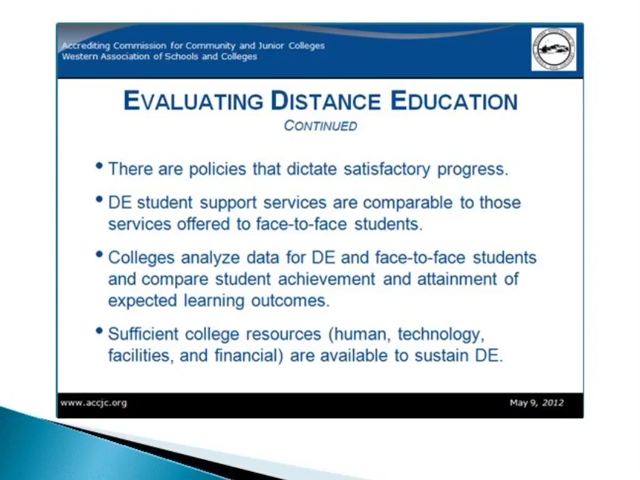 Accrediting Commission for Community and Junior Colleges
Western Association of Schools and Colleges
EVALUATING DISTANCE EDUCATION
CONTINUED
• There are policies that dictate satisfactory progress.
• DE student support services are comparable to those
services offered to face-to-face students.
• Colleges analyze data for DE and face-to-face students
and compare student achievement and attainment of
expected learning outcomes.
• Sufficient college resources (human, technology,
facilities, and financial) are available to sustain DE.
www.accjc.org
May 9, 2012